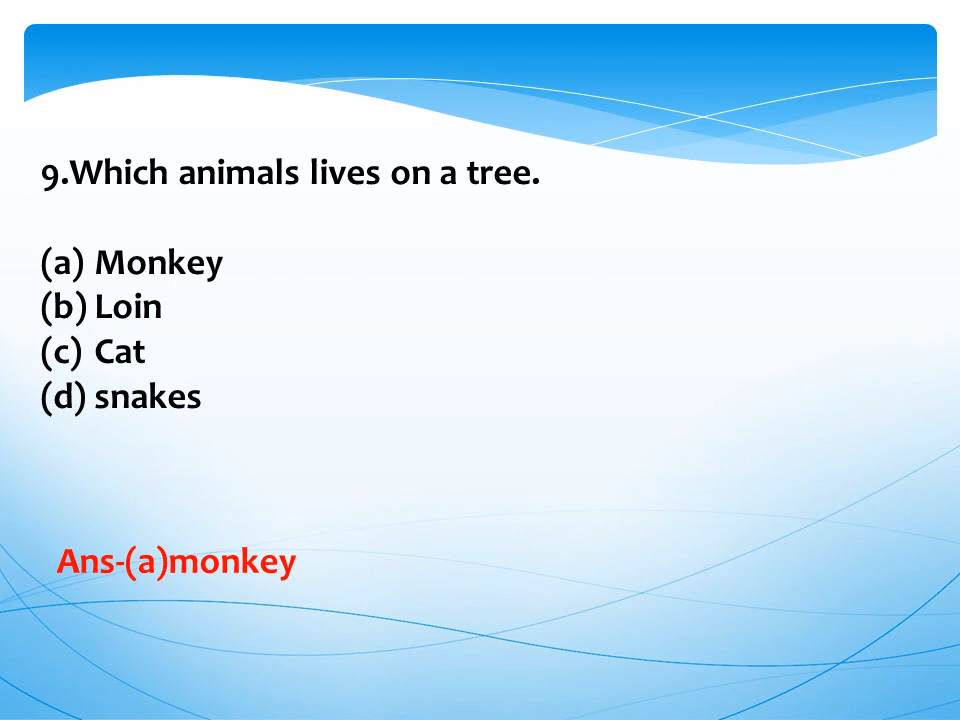 9.Which animals lives on a tree.
(a) Monkey
(b) Loin
(c) Cat
(d) snakes
Ans-(a)monkey